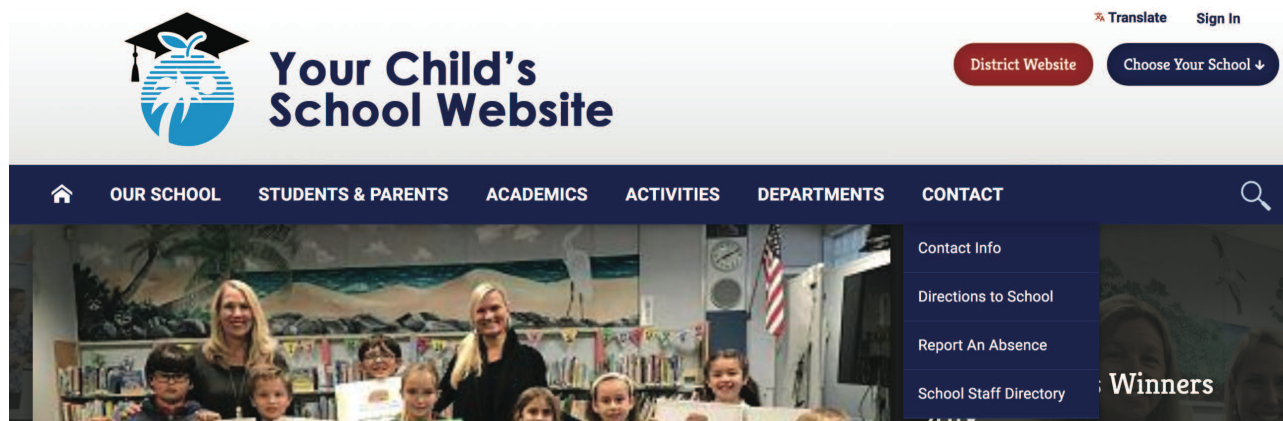 Translate Sign In
Your Child's
School Website
District Website Choose Your School ↓
OUR SCHOOL STUDENTS & PARENTS ACADEMICS ACTIVITIES DEPARTMENTS CONTACT
Contact Info
Directions to School
Report An Absence
School Staff Directory
Winners